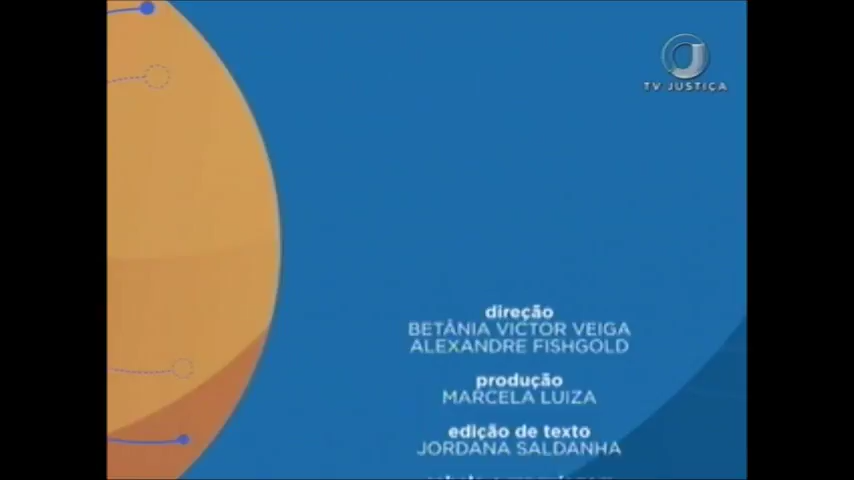 TV JUSTIÇA
direção
BETÂNIA VICTOR VEIGA
ALEXANDRE FISHGOLD
produção
MARCELA LUIZA
edição de texto
JORDANA SALDANHA